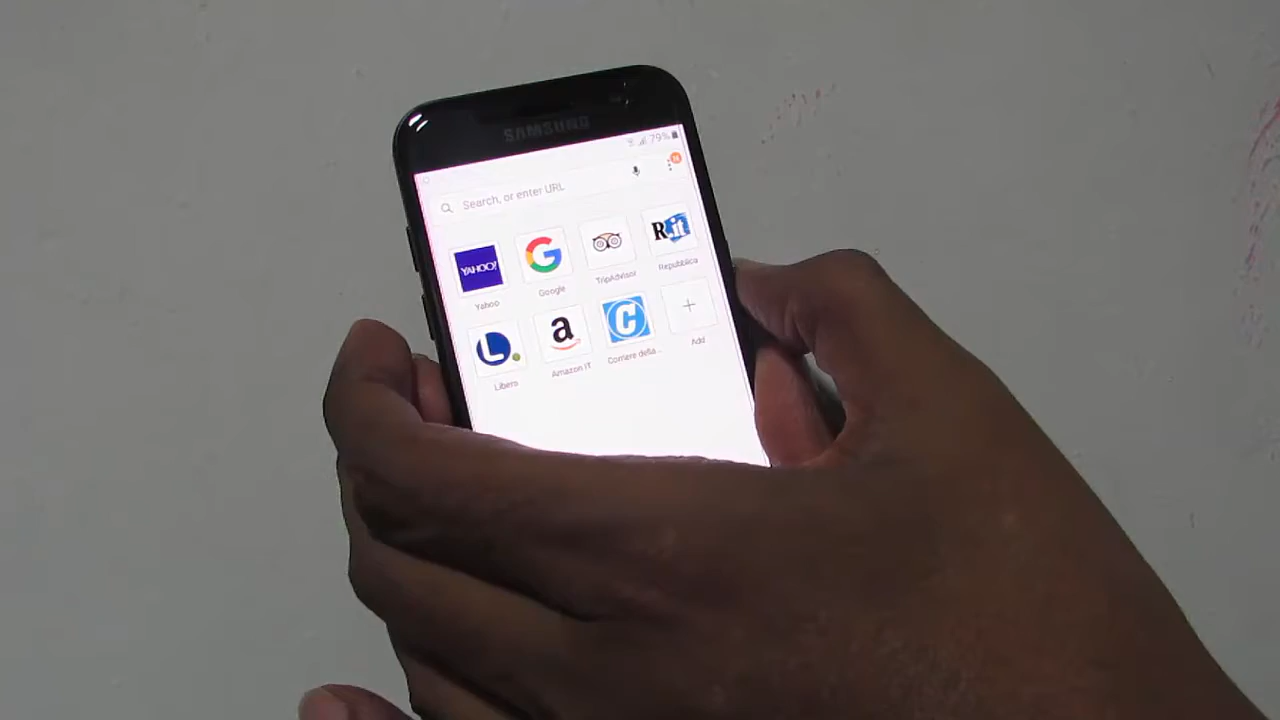 SAMSUNG
79%
Search, or enter URL
YAHOO!
G
R.it
Yahoo
Google
TripAdvisor
Repubblica
L
a
C
+
Libero
Amazon IT
Corriere della...
Add